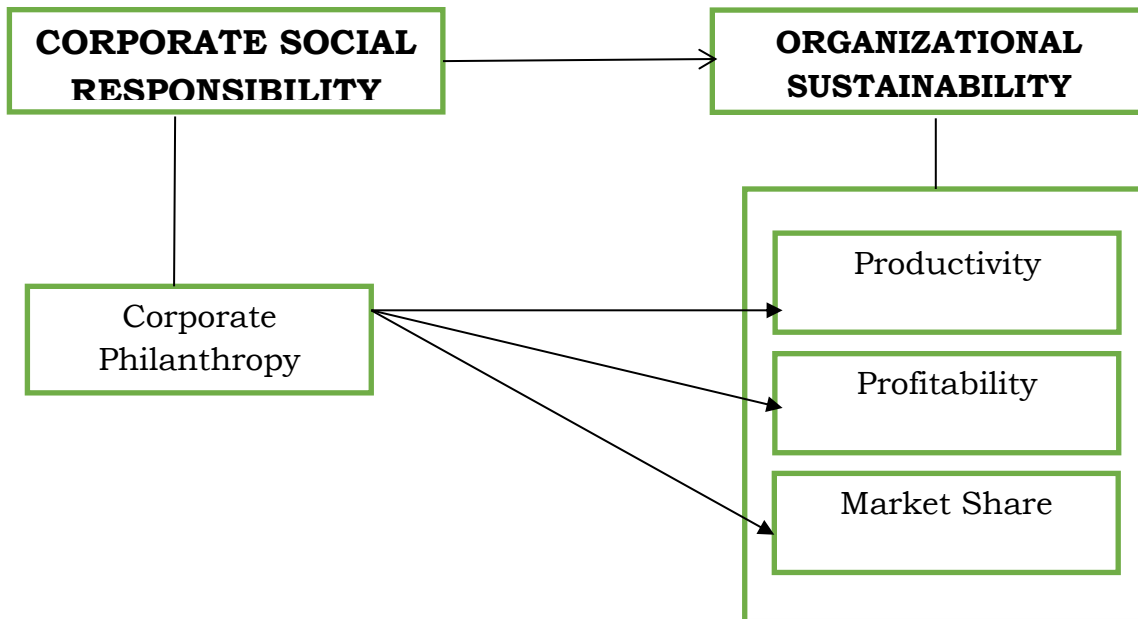 CORPORATE SOCIAL
RESPONSIBILITY
ORGANIZATIONAL
SUSTAINABILITY
Productivity
Corporate
Philanthropy
Profitability
Market Share